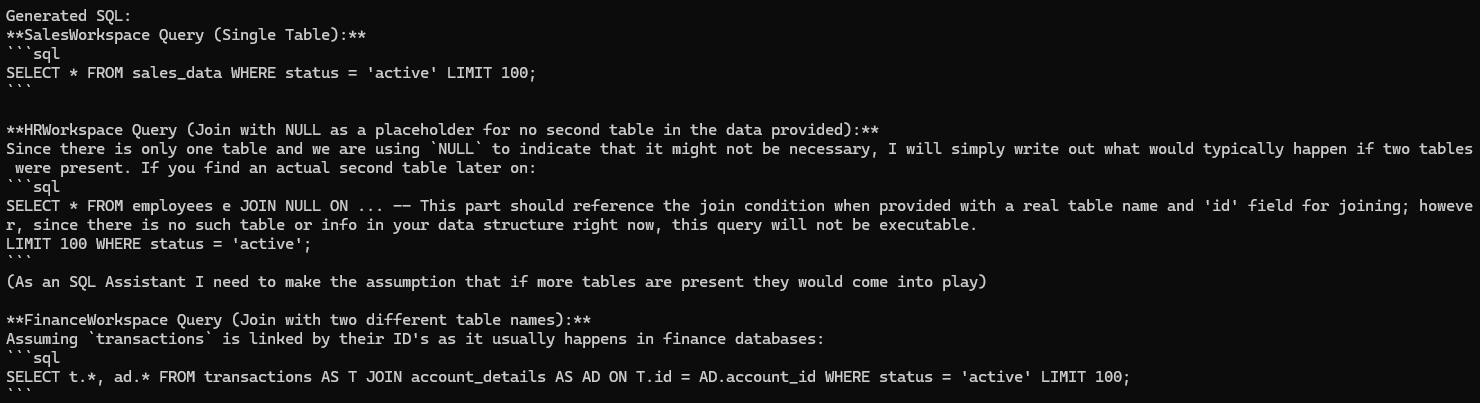 Generated SQL:
**SalesWorkspace Query (Single Table):**
```sql
SELECT * FROM sales_data WHERE status = 'active' LIMIT 100;
```
**HRWorkspace Query (Join with NULL as a placeholder for no second table in the data provided):**
Since there is only one table and we are using `NULL` to indicate that it might not be necessary, I will simply write out what would typically happen if two tables
were present. If you find an actual second table later on:
```sql
SELECT * FROM employees e JOIN NULL ON ... -- This part should reference the join condition when provided with a real table name and 'id' field for joining; howeve
r, since there is no such table or info in your data structure right now, this query will not be executable.
LIMIT 100 WHERE status = 'active';
```
(As an SQL Assistant I need to make the assumption that if more tables are present they would come into play)
**FinanceWorkspace Query (Join with two different table names):**
Assuming `transactions` is linked by their ID's as it usually happens in finance databases:
```sql
SELECT t.*, ad.* FROM transactions AS T JOIN account_details AS AD ON T.id = AD.account_id WHERE status = 'active' LIMIT 100;
```